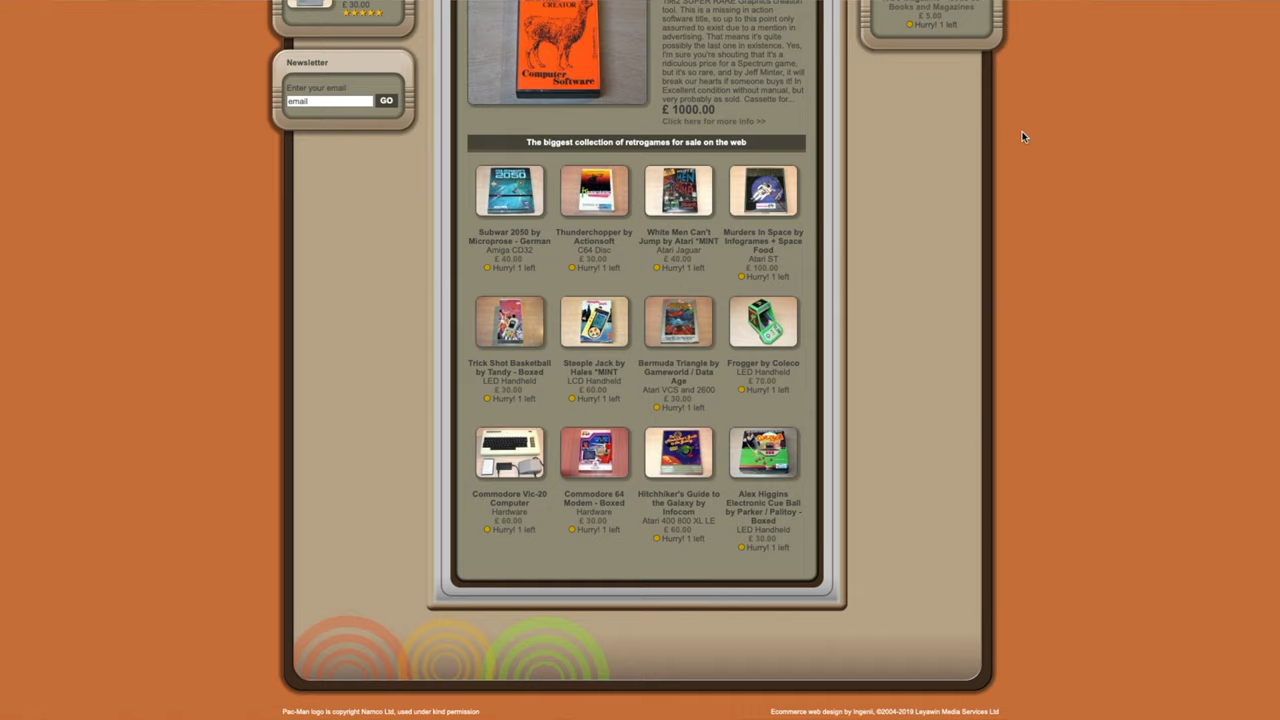 £ 30.00
Newsletter
Enter your email
email
GO
CREATOR
Computer
Software
1982 SUPER RARE Graphics creation
tool. This is a missing in action
software title, so up to this point only
assumed to exist due to a mention in
advertising. That means it's quite
possibly the last one in existence. Yes,
I'm sure you're shouting that it's a
ridiculous price for a Spectrum game,
but it's so rare, and by Jeff Minter, it will
break our hearts if someone buys it! In
Excellent condition without manual, but
very probably as sold. Cassette for...
£ 1000.00
Click here for more info >>
Books and Magazines
£ 5.00
Hurry! 1 left
The biggest collection of retrogames for sale on the web
2050
Subwar 2050 by
Microprose - German
Amiga CD32
£ 40.00
Hurry! 1 left
Thunderchopper by
Actionsoft
C64 Disc
£ 30.00
Hurry! 1 left
White Men Can't
Jump by Atari *MINT
Atari Jaguar
£ 40.00
Hurry! 1 left
Murders In Space by
Infogrames + Space
Food
Atari ST
£ 100.00
Hurry! 1 left
Trick Shot Basketball
by Tandy - Boxed
LED Handheld
£ 30.00
Hurry! 1 left
Steeple Jack by
Hales *MINT
LCD Handheld
£ 60.00
Hurry! 1 left
Bermuda Triangle by
Gameworld / Data
Age
Atari VCS and 2600
£ 30.00
Hurry! 1 left
Frogger by Coleco
LED Handheld
£ 70.00
Hurry! 1 left
Commodore Vic-20
Computer
Hardware
£ 60.00
Hurry! 1 left
Commodore 64
Modem - Boxed
Hardware
£ 30.00
Hurry! 1 left
Hitchhiker's Guide to
the Galaxy by
Infocom
Atari 400 800 XL LE
£ 60.00
Hurry! 1 left
Alex Higgins
Electronic Cue Ball
by Parker / Palitoy -
Boxed
LED Handheld
£ 30.00
Hurry! 1 left
Pac-Man logo is copyright Namco Ltd, used under kind permission
Ecommerce web design by Ingenii, ©2004-2019 Leyawin Media Services Ltd